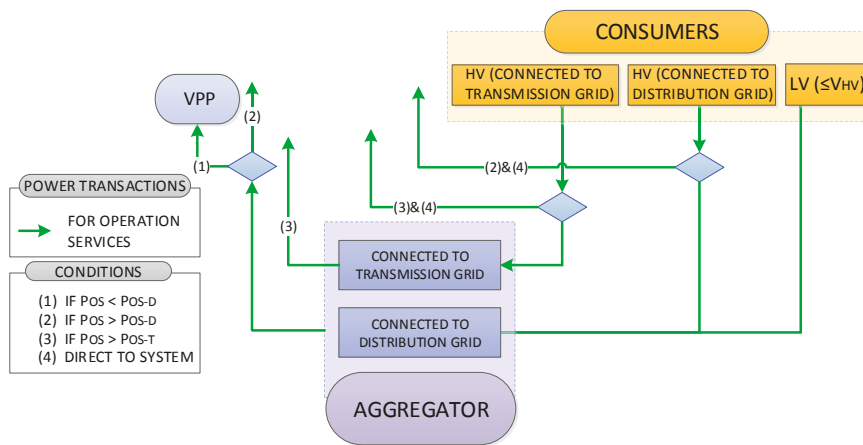 CONSUMERS
HV (CONNECTED TO
TRANSMISSION GRID)
HV (CONNECTED TO
DISTRIBUTION GRID)
LV (≤VHV)
VPP
(2)
(1)
(2)&(4)
(3)&(4)
(3)
POWER TRANSACTIONS
FOR OPERATION
SERVICES
CONDITIONS
(1) IF POS < POS-D
(2) IF POS > POS-D
(3) IF POS > POS-T
(4) DIRECT TO SYSTEM
CONNECTED TO
TRANSMISSION GRID
CONNECTED TO
DISTRIBUTION GRID
AGGREGATOR